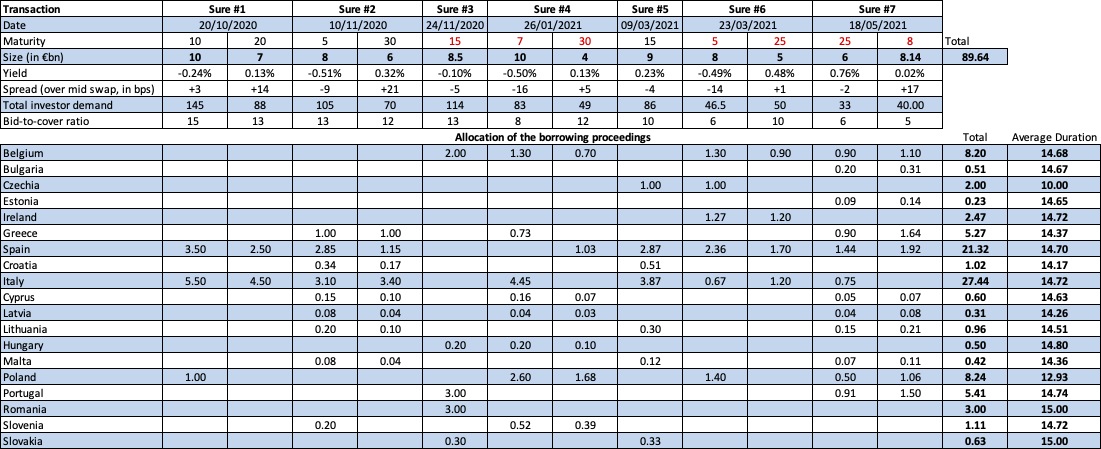 Transaction Sure #1 Sure #2 Sure #3 Sure #4 Sure #5 Sure #6 Sure #7
Date 20/10/2020 10/11/2020 24/11/2020 26/01/2021 09/03/2021 23/03/2021 18/05/2021
Maturity 10 20 5 30 15 7 30 15 5 25 25 8 Total
Size (in €bn) 10 7 8 6 8.5 10 4 9 8 5 6 8.14 89.64
Yield -0.24% 0.13% -0.51% 0.32% -0.10% -0.50% 0.13% 0.23% -0.49% 0.48% 0.76% 0.02%
Spread (over mid swap, in bps) +3 +14 -9 +21 -5 -16 +5 -4 -14 +1 -2 +17
Total investor demand 145 88 105 70 114 83 49 86 46.5 50 33 40.00
Bid-to-cover ratio 15 13 13 12 13 8 12 10 6 10 6 5
Allocation of the borrowing proceedings Total Average Duration
Belgium 2.00 1.30 0.70 1.30 0.90 0.90 1.10 8.20 14.68
Bulgaria 0.20 0.31 0.51 14.67
Czechia 1.00 1.00 2.00 10.00
Estonia 0.09 0.14 0.23 14.65
Ireland 1.27 1.20 2.47 14.72
Greece 1.00 1.00 0.73 0.90 1.64 5.27 14.37
Spain 3.50 2.50 2.85 1.15 1.03 2.87 2.36 1.70 1.44 1.92 21.32 14.70
Croatia 0.34 0.17 0.51 1.02 14.17
Italy 5.50 4.50 3.10 3.40 4.45 3.87 0.67 1.20 0.75 27.44 14.72
Cyprus 0.15 0.10 0.16 0.07 0.05 0.07 0.60 14.63
Latvia 0.08 0.04 0.04 0.03 0.04 0.08 0.31 14.26
Lithuania 0.20 0.10 0.30 0.15 0.21 0.96 14.51
Hungary 0.20 0.20 0.10 0.50 14.80
Malta 0.08 0.04 0.12 0.07 0.11 0.42 14.36
Poland 1.00 2.60 1.68 1.40 0.50 1.06 8.24 12.93
Portugal 3.00 0.91 1.50 5.41 14.74
Romania 3.00 3.00 15.00
Slovenia 0.20 0.52 0.39 1.11 14.72
Slovakia 0.30 0.33 0.63 15.00